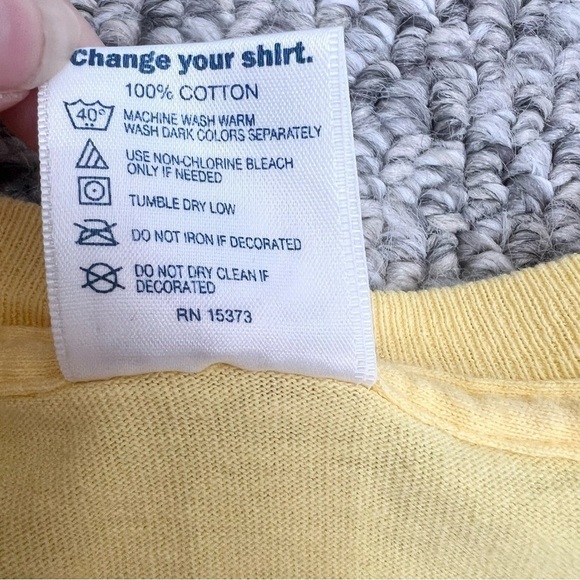 Change your shirt.
100% COTTON
40°
MACHINE WASH WARM
WASH DARK COLORS SEPARATELY
USE NON-CHLORINE BLEACH
ONLY IF NEEDED
TUMBLE DRY LOW
DO NOT IRON IF DECORATED
DO NOT DRY CLEAN IF
DECORATED
RN 15373